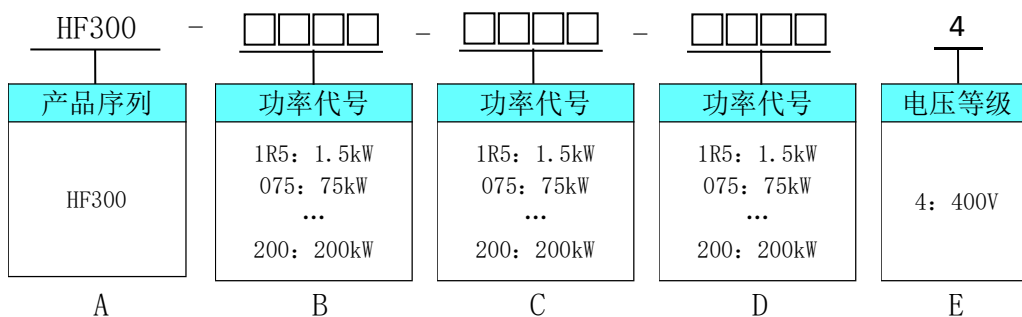 HF300 - □□□□ - □□□□ - □□□□ 4
产品序列 功率代号 功率代号 功率代号 电压等级
1R5：1.5kW 1R5：1.5kW 1R5：1.5kW
075：75kW 075：75kW 075：75kW
HF300 4：400V
… … …
200：200kW 200：200kW 200：200kW
A B C D E